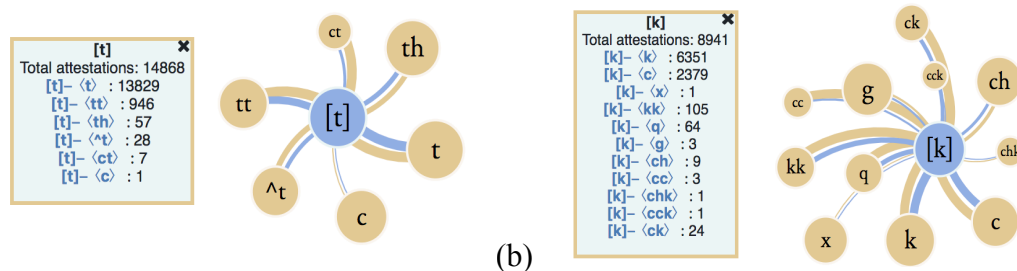 [t] ✖
Total attestations: 14868
[t]– ⟨t⟩ : 13829
[t]– ⟨tt⟩ : 946
[t]– ⟨th⟩ : 57
[t]– ⟨^t⟩ : 28
[t]– ⟨ct⟩ : 7
[t]– ⟨c⟩ : 1
ct
th
tt
[t]
t
^t
c
(b)
[k] ✖
Total attestations: 8941
[k]– ⟨k⟩ : 6351
[k]– ⟨c⟩ : 2379
[k]– ⟨x⟩ : 1
[k]– ⟨kk⟩ : 105
[k]– ⟨q⟩ : 64
[k]– ⟨g⟩ : 3
[k]– ⟨ch⟩ : 9
[k]– ⟨cc⟩ : 3
[k]– ⟨chk⟩ : 1
[k]– ⟨cck⟩ : 1
[k]– ⟨ck⟩ : 24
ck
cck
ch
cc
g
[k]
chk
kk
q
x
k
c